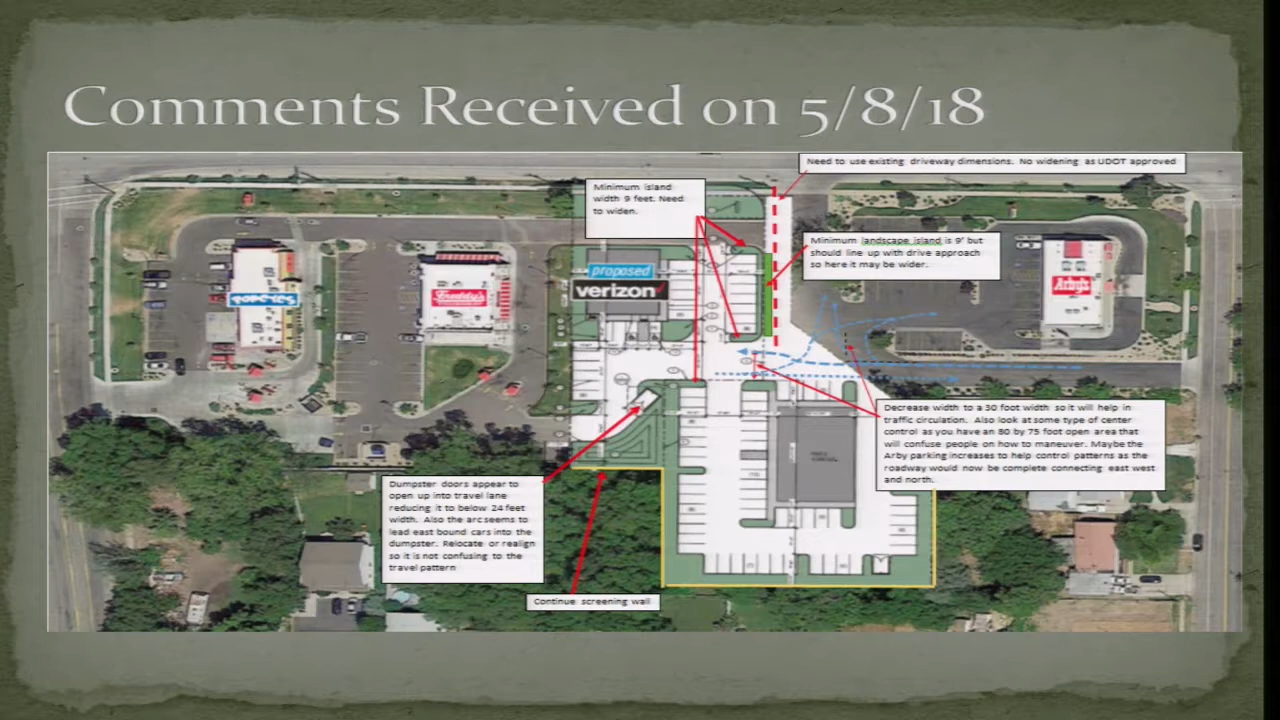 Comments Received on 5/8/18
Need to use existing driveway dimensions. No widening as UDOT approved
Minimum island
width 9 feet. Need
to widen.
Minimum landscape island is 9' but
should line up with drive approach
so here it may be wider.
proposed
verizon
POPEYES
Freddy's
Arby's
Decrease width to a 30 foot width so it will help in
traffic circulation. Also look at some type of center
control as you have an 80 by 75 foot open area that
will confuse people on how to maneuver. Maybe the
Arby parking increases to help control patterns as the
roadway would now be complete connecting east west
and north.
Dumpster doors appear to
open up into travel lane
reducing it to below 24 feet
width. Also the arc seems to
lead east bound cars into the
dumpster. Relocate or realign
so it is not confusing to the
travel pattern
Continue screening wall